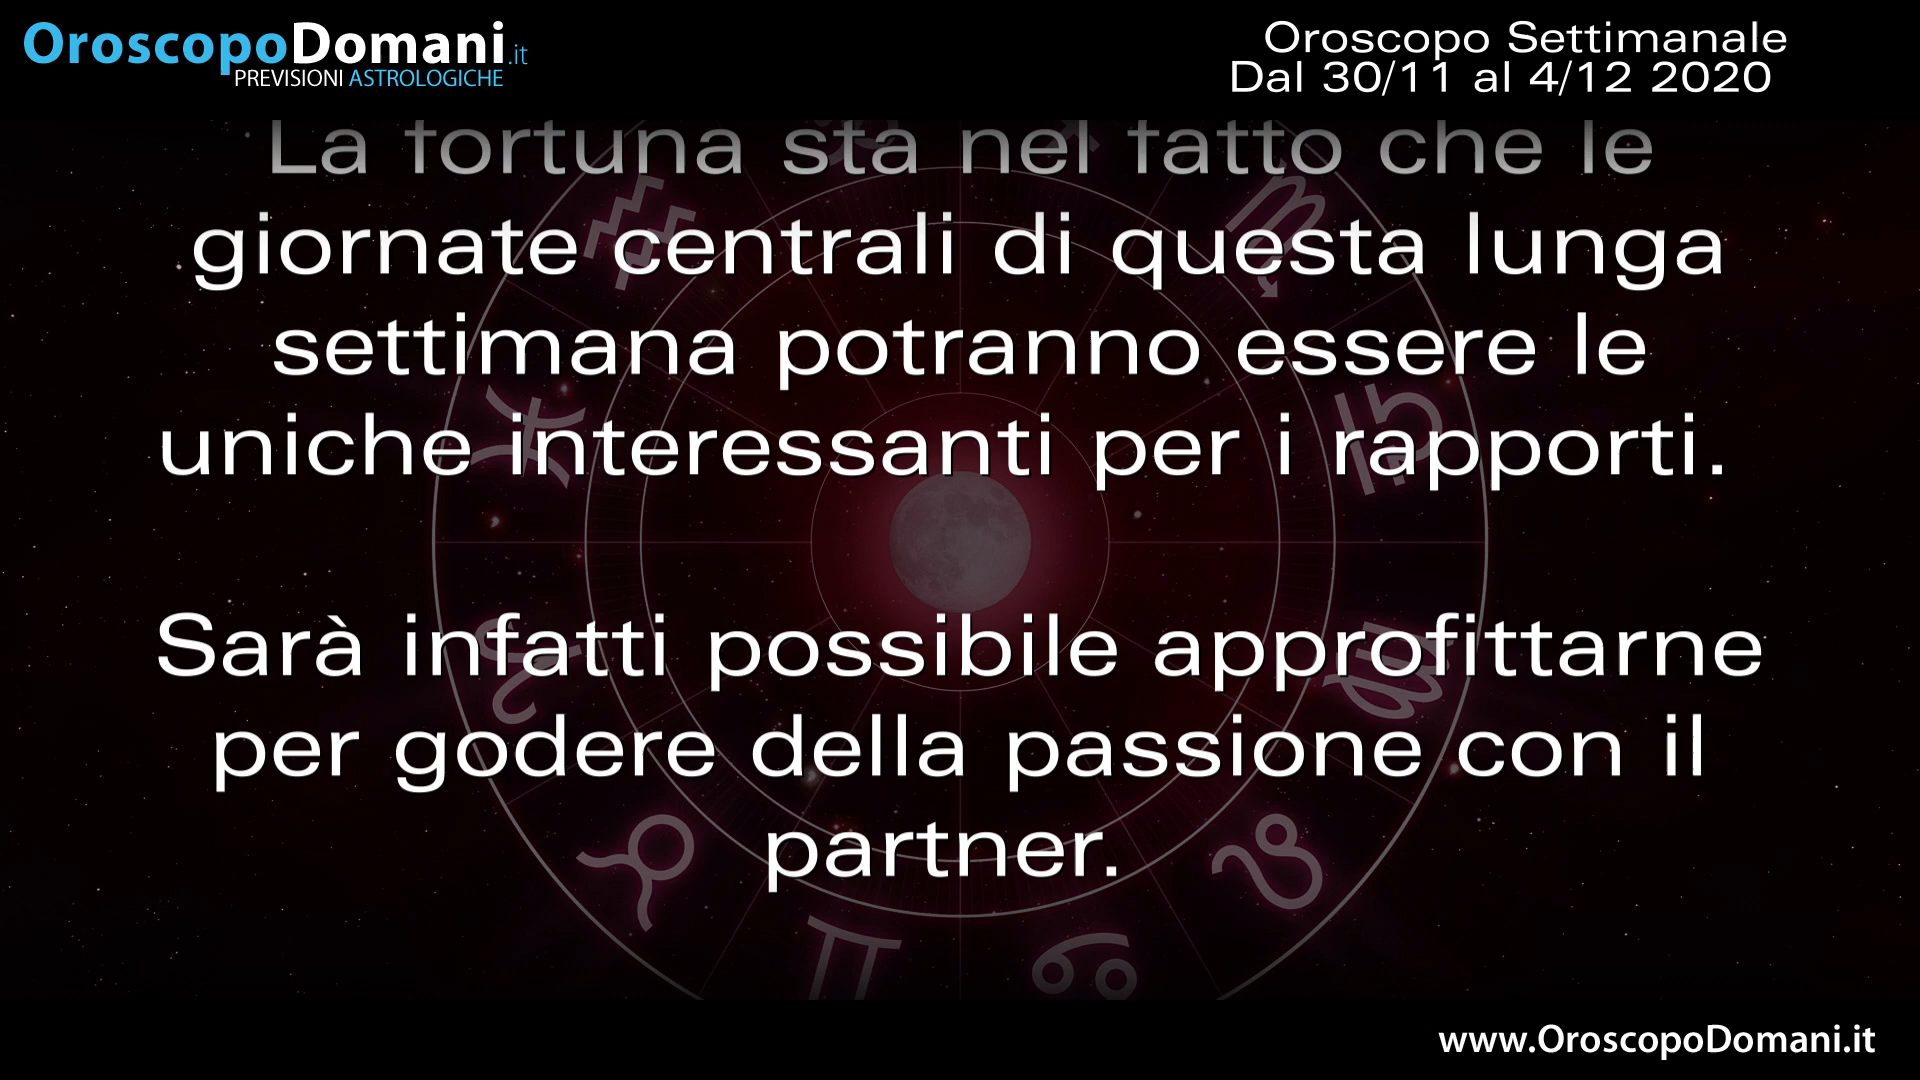 OroscopoDomani.it
PREVISIONI ASTROLOGICHE
Oroscopo Settimanale
Dal 30/11 al 4/12 2020
La fortuna sta nel fatto che le
giornate centrali di questa lunga
settimana potranno essere le
uniche interessanti per i rapporti.
Sarà infatti possibile approfittarne
per godere della passione con il
partner.
www.OroscopoDomani.it